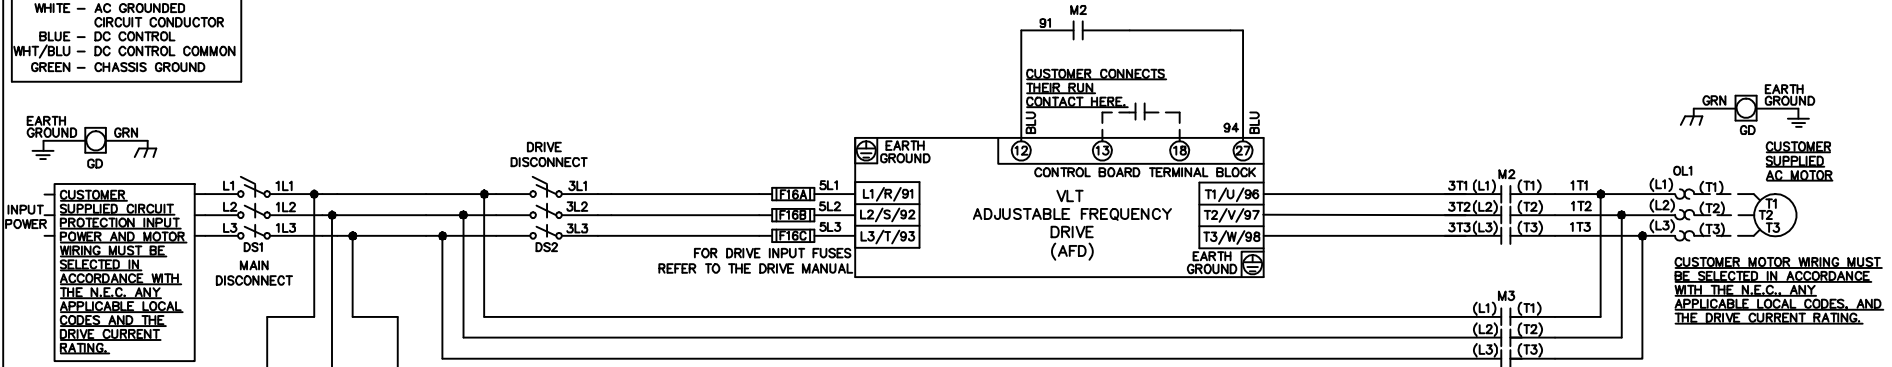 WHITE – AC GROUNDED
CIRCUIT CONDUCTOR
BLUE – DC CONTROL
WHT/BLU – DC CONTROL COMMON
GREEN – CHASSIS GROUND
M2
91
CUSTOMER CONNECTS
THEIR RUN
CONTACT HERE.
BLU
94
BLU
12
13
18
27
CONTROL BOARD TERMINAL BLOCK
EARTH
GROUND
GRN
GD
INPUT
POWER
CUSTOMER
SUPPLIED CIRCUIT
PROTECTION INPUT
POWER AND MOTOR
WIRING MUST BE
SELECTED IN
ACCORDANCE WITH
THE N.E.C. ANY
APPLICABLE LOCAL
CODES AND THE
DRIVE CURRENT
RATING.
L1 1L1
L2 1L2
L3 1L3
DS1
MAIN
DISCONNECT
DRIVE
DISCONNECT
3L1
3L2
3L3
DS2
F16A 5L1
F16B 5L2
F16C 5L3
FOR DRIVE INPUT FUSES
REFER TO THE DRIVE MANUAL
EARTH
GROUND
L1/R/91
L2/S/92
L3/T/93
VLT
ADJUSTABLE FREQUENCY
DRIVE
(AFD)
T1/U/96
T2/V/97
T3/W/98
EARTH
GROUND
M2
3T1 (L1) (T1) 1T1
3T2(L2) (T2) 1T2
3T3(L3) (T3) 1T3
M3
(L1) (T1)
(L2) (T2)
(L3) (T3)
GRN
EARTH
GROUND
GD
CUSTOMER
SUPPLIED
AC MOTOR
OL1
(L1) (T1)
(L2) (T2)
(L3) (T3)
T1
T2
T3
CUSTOMER MOTOR WIRING MUST
BE SELECTED IN ACCORDANCE
WITH THE N.E.C., ANY
APPLICABLE LOCAL CODES, AND
THE DRIVE CURRENT RATING.